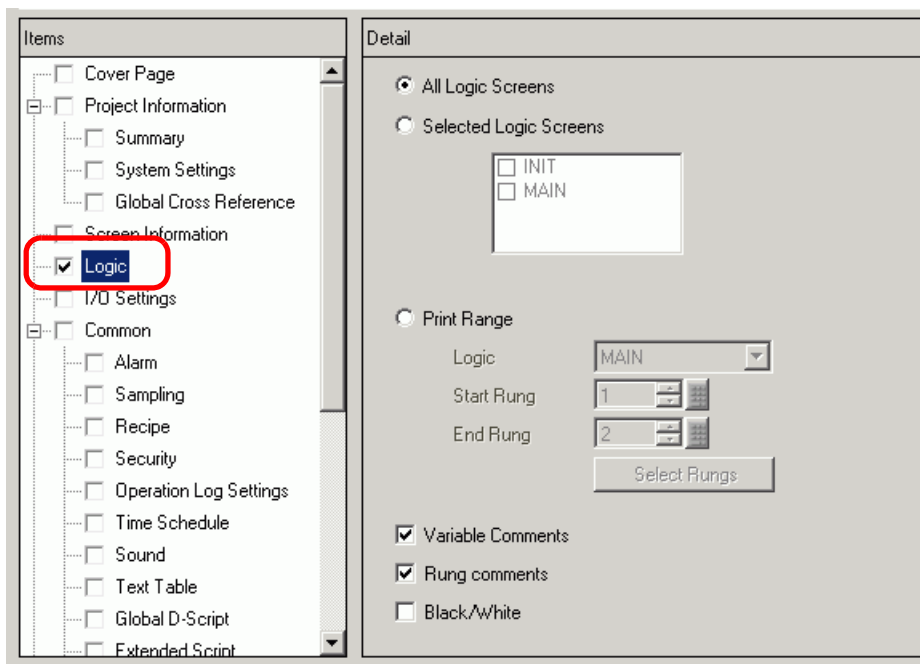 Items
Cover Page
Project Information
Summary
System Settings
Global Cross Reference
Screen Information
Logic
I/O Settings
Common
Alarm
Sampling
Recipe
Security
Operation Log Settings
Time Schedule
Sound
Text Table
Global D-Script
Extended Script
Detail
All Logic Screens
Selected Logic Screens
INIT
MAIN
Print Range
Logic MAIN
Start Rung 1
End Rung 2
Select Rungs
Variable Comments
Rung comments
Black/White